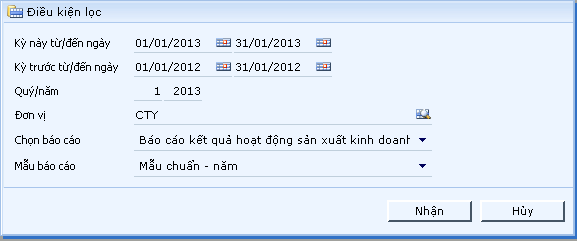 Điều kiện lọc
Kỳ này từ/đến ngày 01/01/2013 31/01/2013
Kỳ trước từ/đến ngày 01/01/2012 31/01/2012
Quý/năm 1 2013
Đơn vị CTY
Chọn báo cáo Báo cáo kết quả hoạt động sản xuất kinh doanh
Mẫu báo cáo Mẫu chuẩn - năm
Nhận Hủy